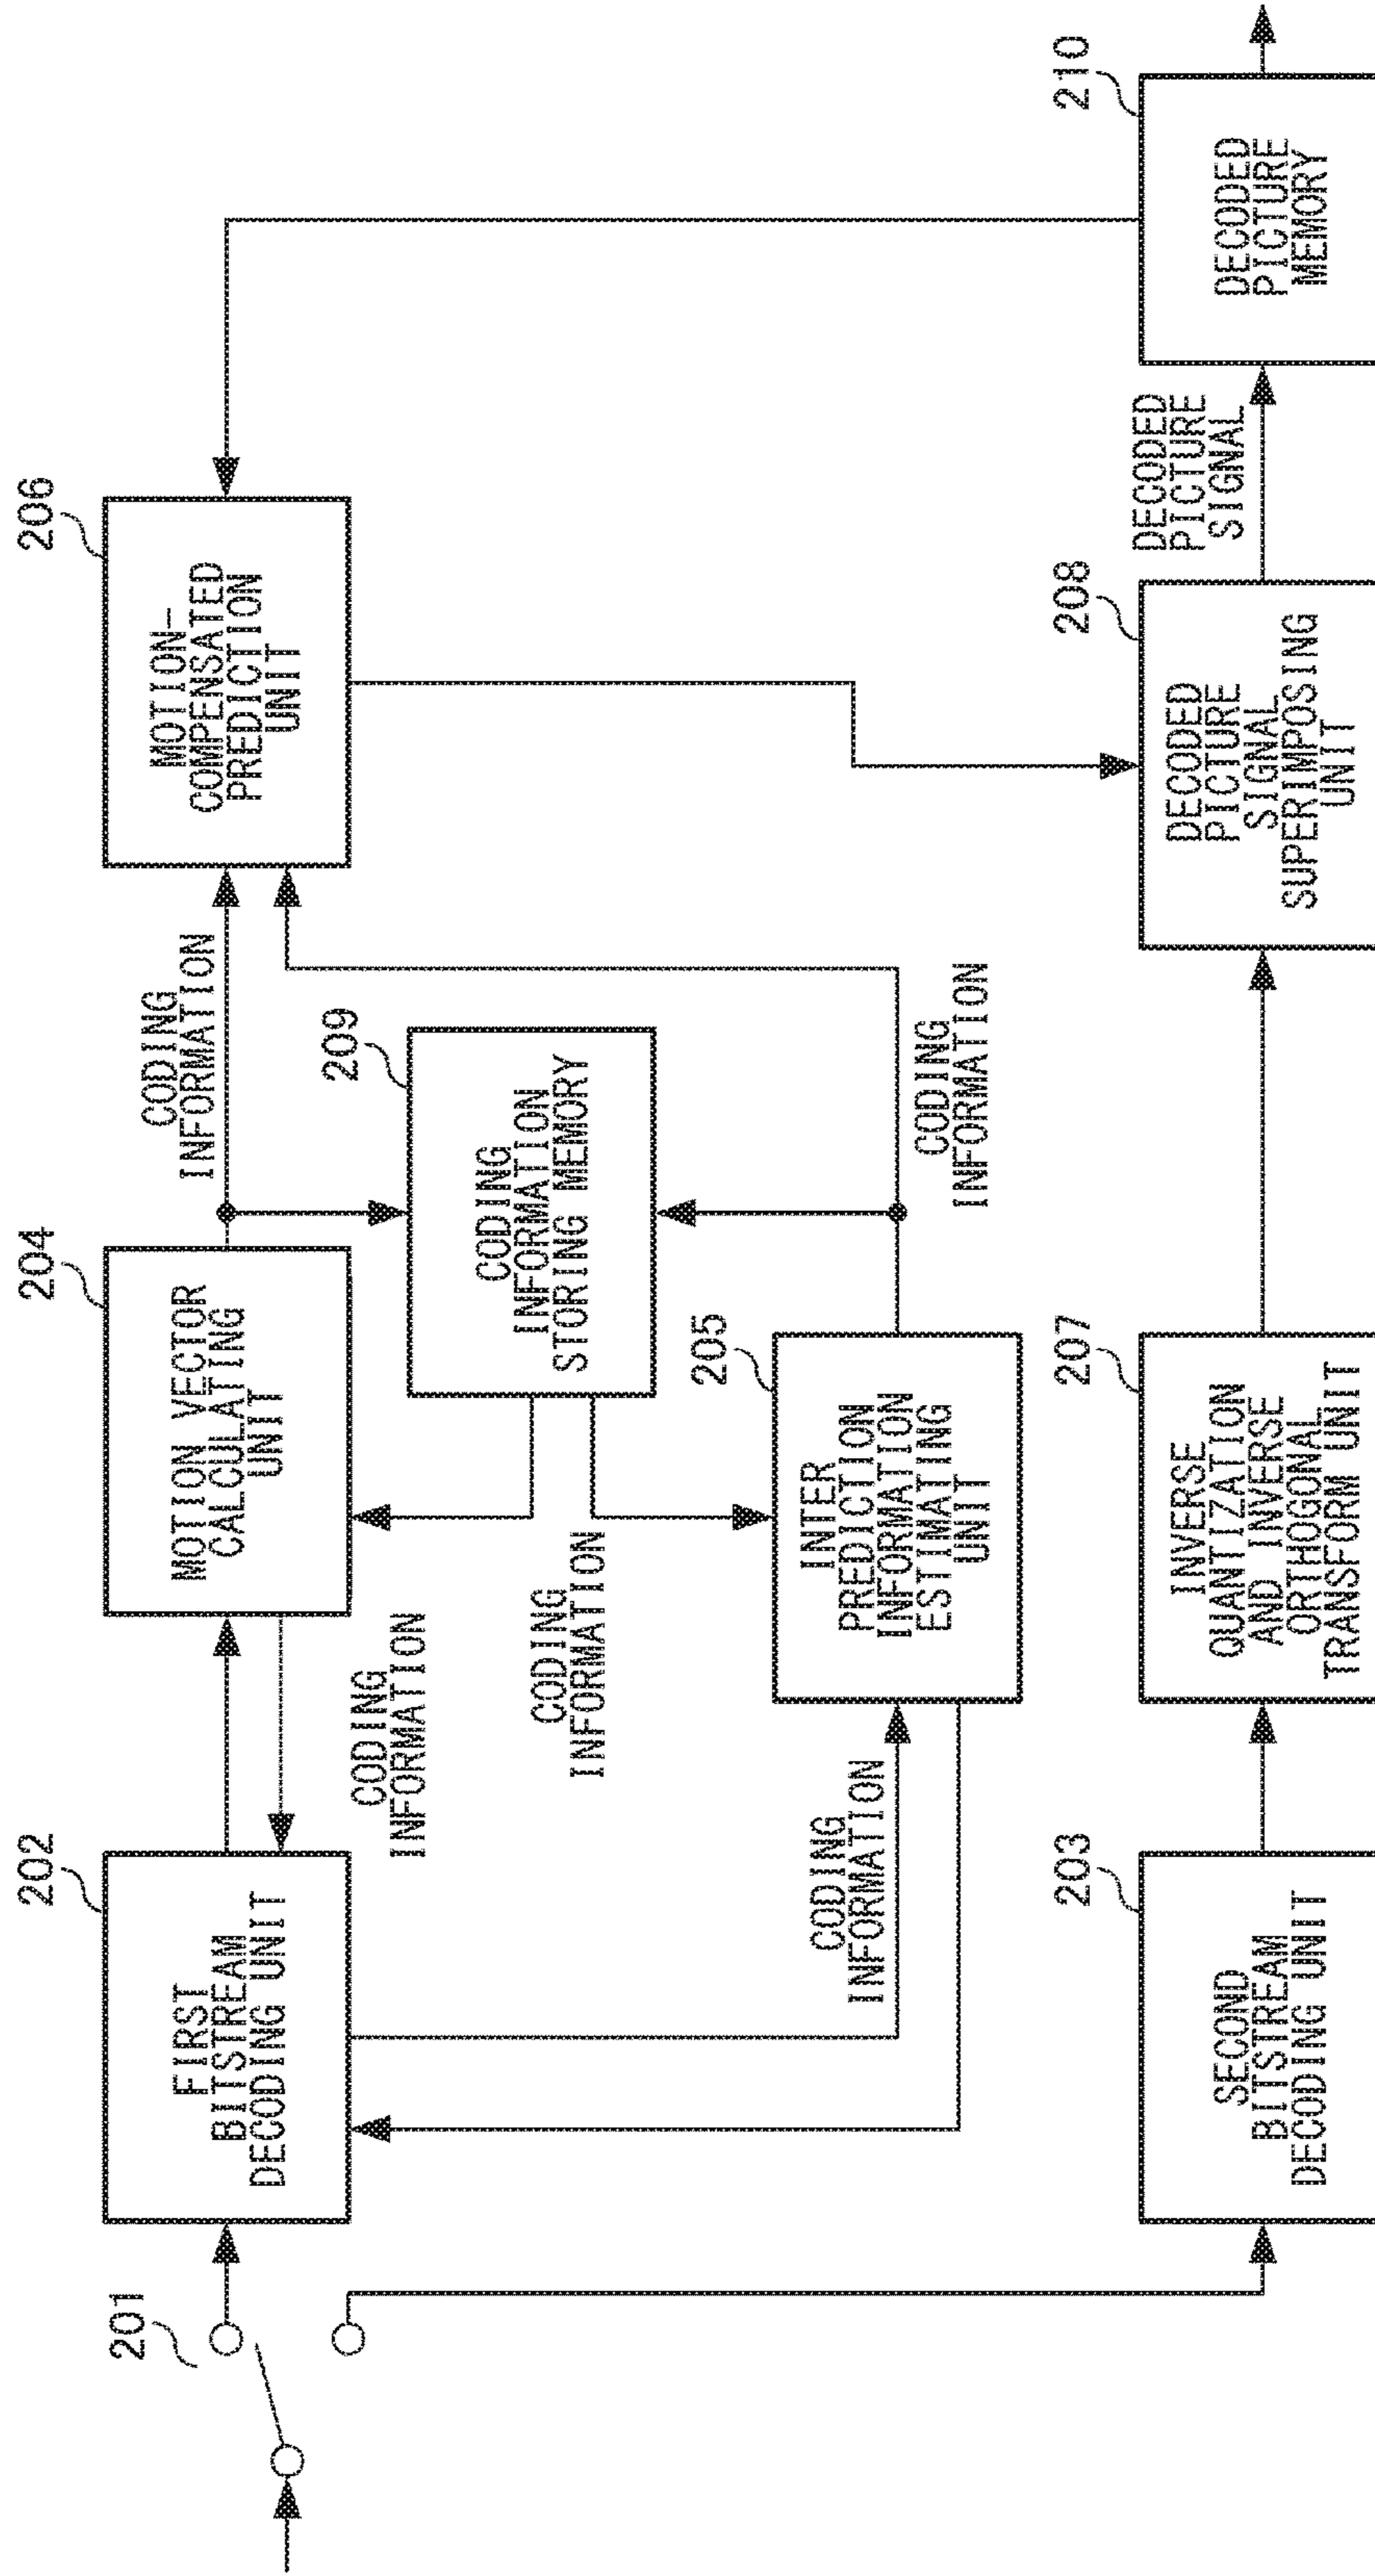 201
202
FIRST
BITSTREAM
DECODING UNIT
204
MOTION VECTOR
CALCULATING
UNIT
CODING
INFORMATION
206
MOTION-
COMPENSATED
PREDICTION
UNIT
CODING
INFORMATION
209
CODING
INFORMATION
STORING MEMORY
CODING
INFORMATION
205
INTER
PREDICTION
INFORMATION
ESTIMATING
UNIT
CODING
INFORMATION
CODING
INFORMATION
203
SECOND
BITSTREAM
DECODING UNIT
207
INVERSE
QUANTIZATION
AND INVERSE
ORTHOGONAL
TRANSFORM UNIT
208
DECODED
PICTURE
SIGNAL
SUPERIMPOSING
UNIT
DECODED
PICTURE
SIGNAL
210
DECODED
PICTURE
MEMORY